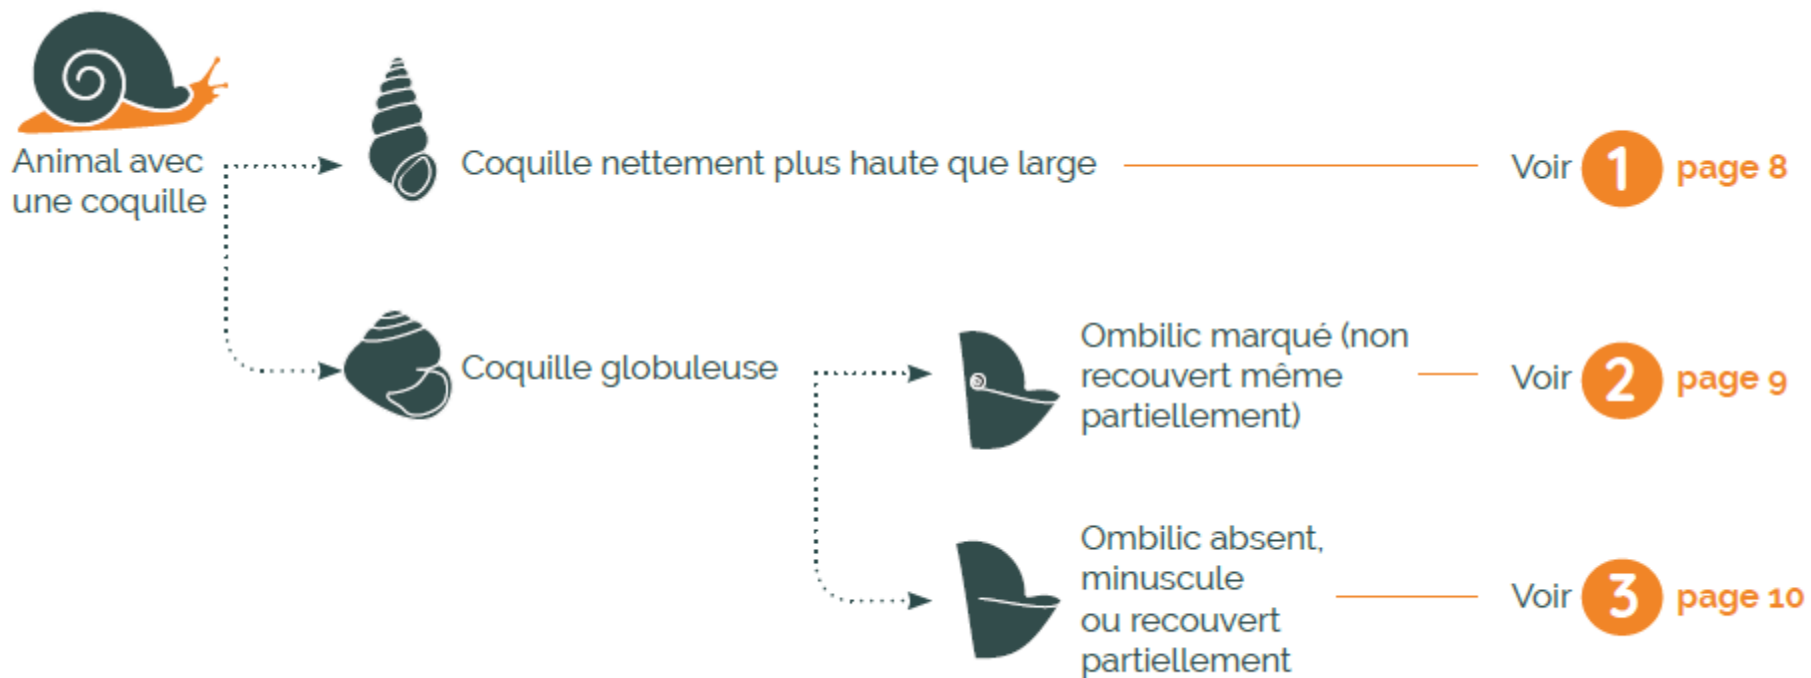 Animal avec
une coquille
Coquille nettement plus haute que large
Voir 1 page 8
Coquille globuleuse
Ombilic marqué (non
recouvert même
partiellement)
Voir 2 page 9
Ombilic absent,
minuscule
ou recouvert
partiellement
Voir 3 page 10